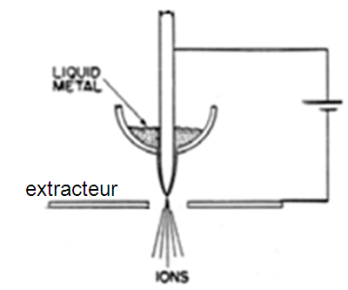 LIQUID
METAL
extracteur
IONS